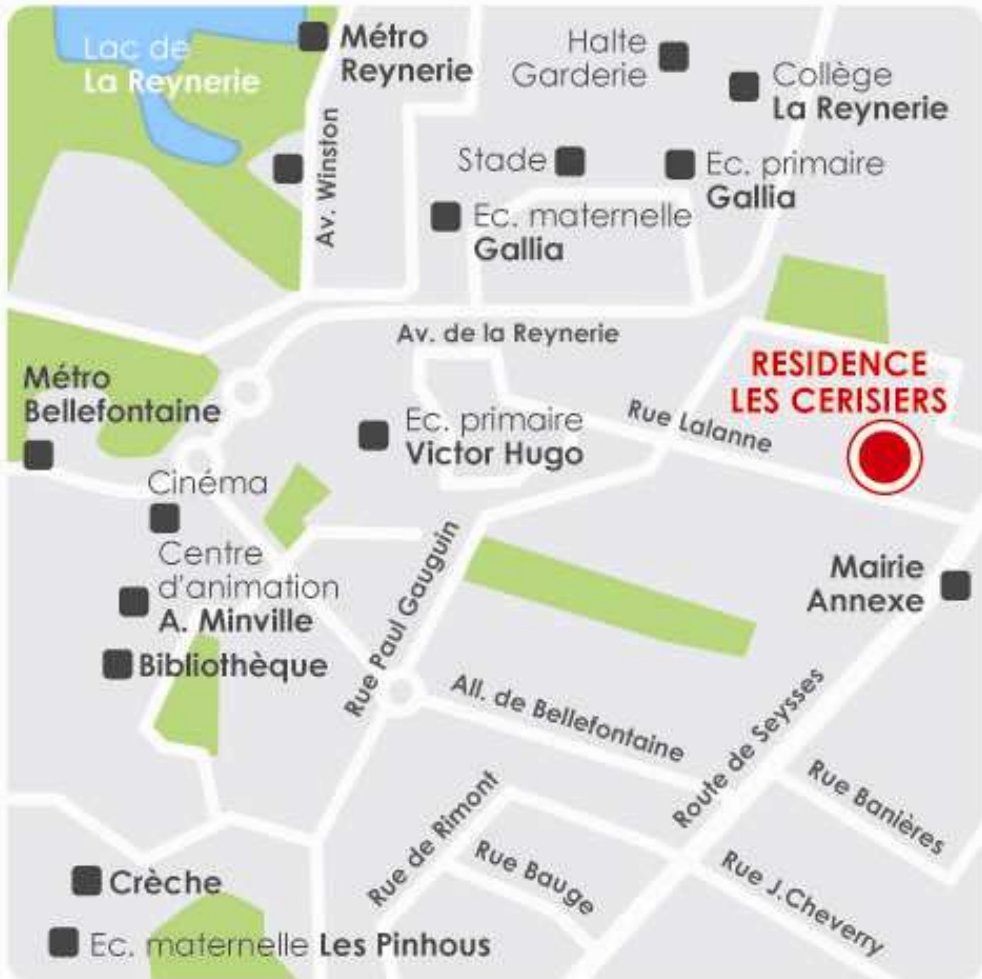 Lac de
La Reynerie
Métro
Reynerie
Halte
Garderie
Collège
La Reynerie
Av. Winston
Stade
Ec. primaire
Gallia
Ec. maternelle
Gallia
Av. de la Reynerie
Métro
Bellefontaine
RESIDENCE
LES CERISIERS
Rue Lalanne
Ec. primaire
Victor Hugo
Cinéma
Centre
d'animation
A. Minville
Bibliothèque
Rue Paul Gauguin
Mairie
Annexe
All. de Bellefontaine
Route de Seysses
Rue Banières
Rue de Rimont
Rue Bauge
Rue J.Cheverry
Crèche
Ec. maternelle Les Pinhous